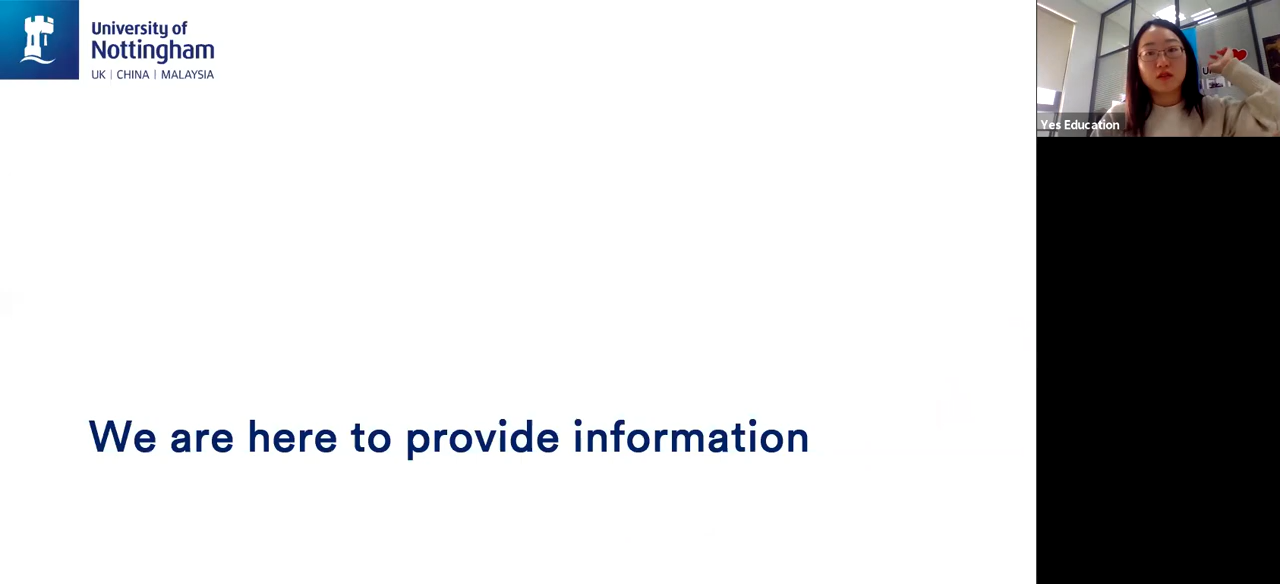 University of
Nottingham
UK | CHINA | MALAYSIA
Yes Education
We are here to provide information